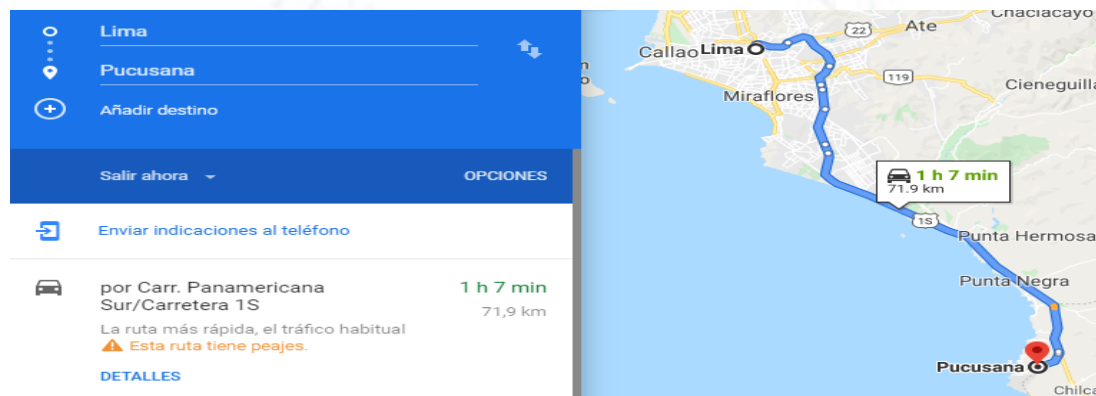 Lima
Pucusana
Añadir destino
Salir ahora
OPCIONES
Enviar indicaciones al teléfono
por Carr. Panamericana
Sur/Carretera 1S
1 h 7 min
71,9 km
La ruta más rápida, el tráfico habitual
Esta ruta tiene peajes.
DETALLES
Chaclacayo
22
Ate
Callao
Lima
119
Cieneguilla
Miraflores
1 h 7 min
71.9 km
1S
Punta Hermosa
Punta Negra
Pucusana
Chilca